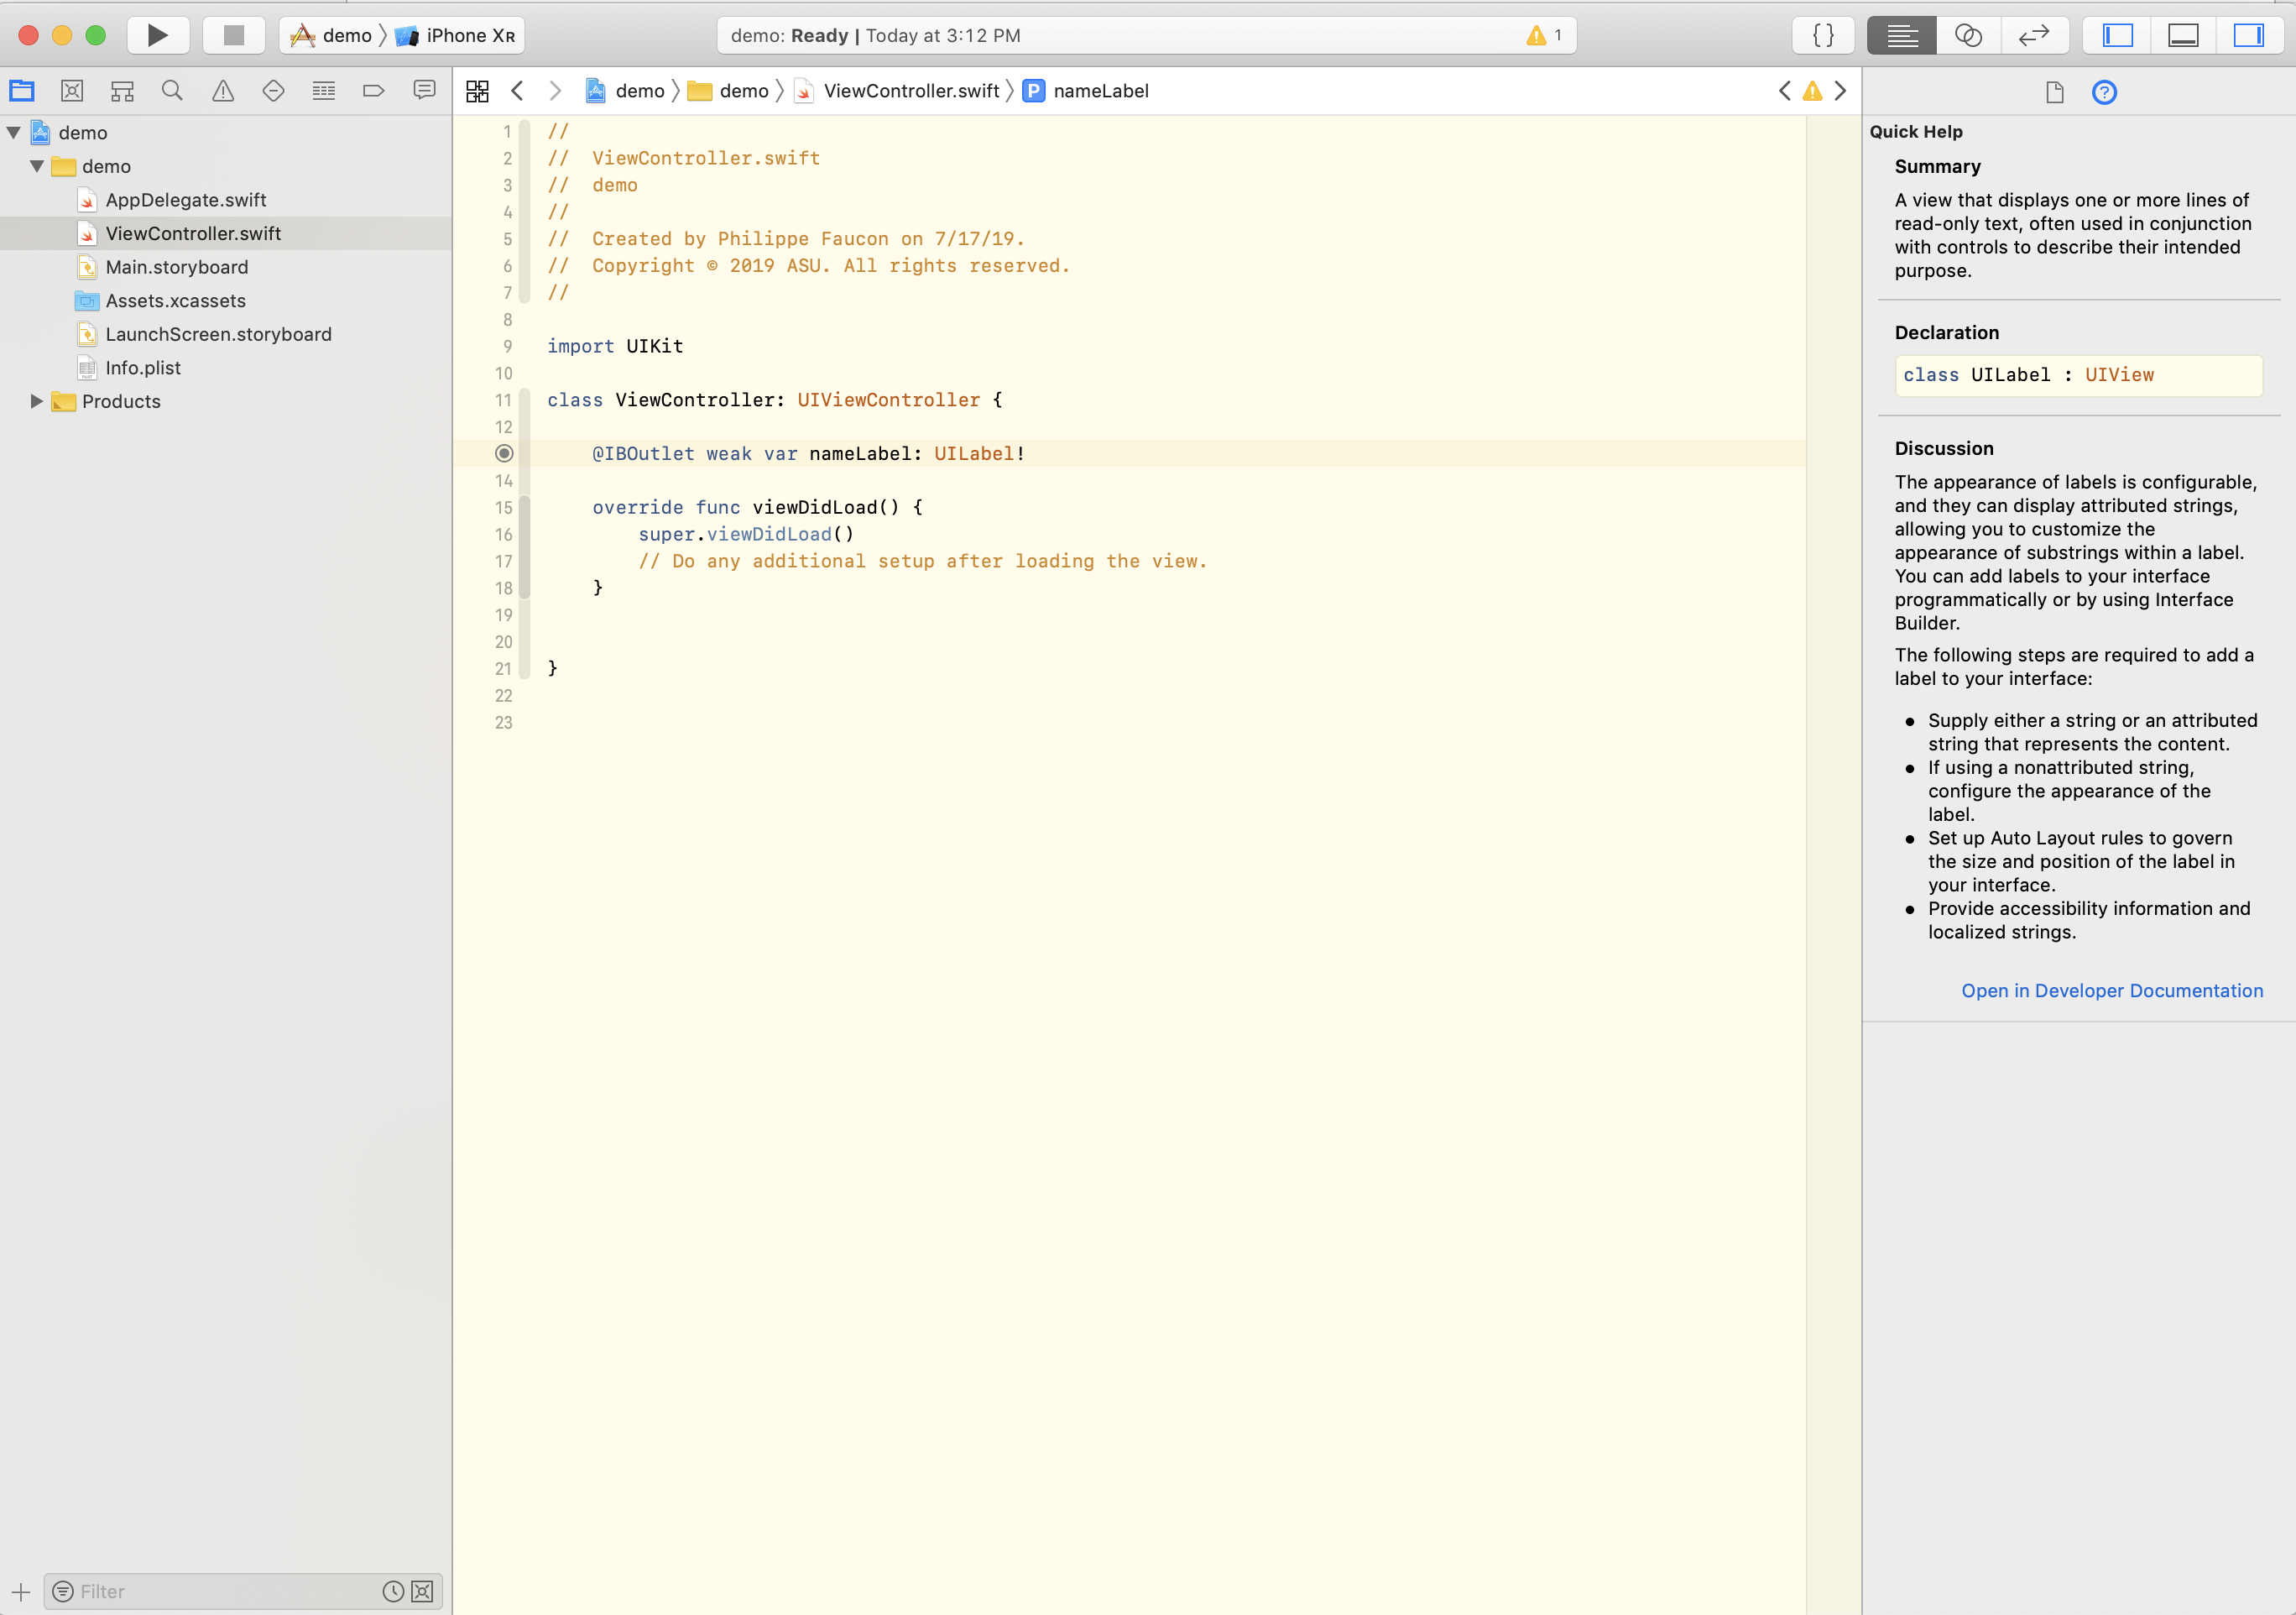 demo 〉 iPhone Xʀ
demo: Ready | Today at 3:12 PM
1
{ }
demo 〉 demo 〉 ViewController.swift 〉 P nameLabel
demo
demo
AppDelegate.swift
ViewController.swift
Main.storyboard
Assets.xcassets
LaunchScreen.storyboard
Info.plist
Products
Filter
1 //
2 //  ViewController.swift
3 //  demo
4 //
5 //  Created by Philippe Faucon on 7/17/19.
6 //  Copyright © 2019 ASU. All rights reserved.
7 //
8
9 import UIKit
10
11 class ViewController: UIViewController {
12
    @IBOutlet weak var nameLabel: UILabel!
14
15     override func viewDidLoad() {
16         super.viewDidLoad()
17         // Do any additional setup after loading the view.
18     }
19
20
21 }
22
23
Quick Help
Summary
A view that displays one or more lines of
read-only text, often used in conjunction
with controls to describe their intended
purpose.
Declaration
class UILabel : UIView
Discussion
The appearance of labels is configurable,
and they can display attributed strings,
allowing you to customize the
appearance of substrings within a label.
You can add labels to your interface
programmatically or by using Interface
Builder.
The following steps are required to add a
label to your interface:
● Supply either a string or an attributed
string that represents the content.
● If using a nonattributed string,
configure the appearance of the
label.
● Set up Auto Layout rules to govern
the size and position of the label in
your interface.
● Provide accessibility information and
localized strings.
Open in Developer Documentation